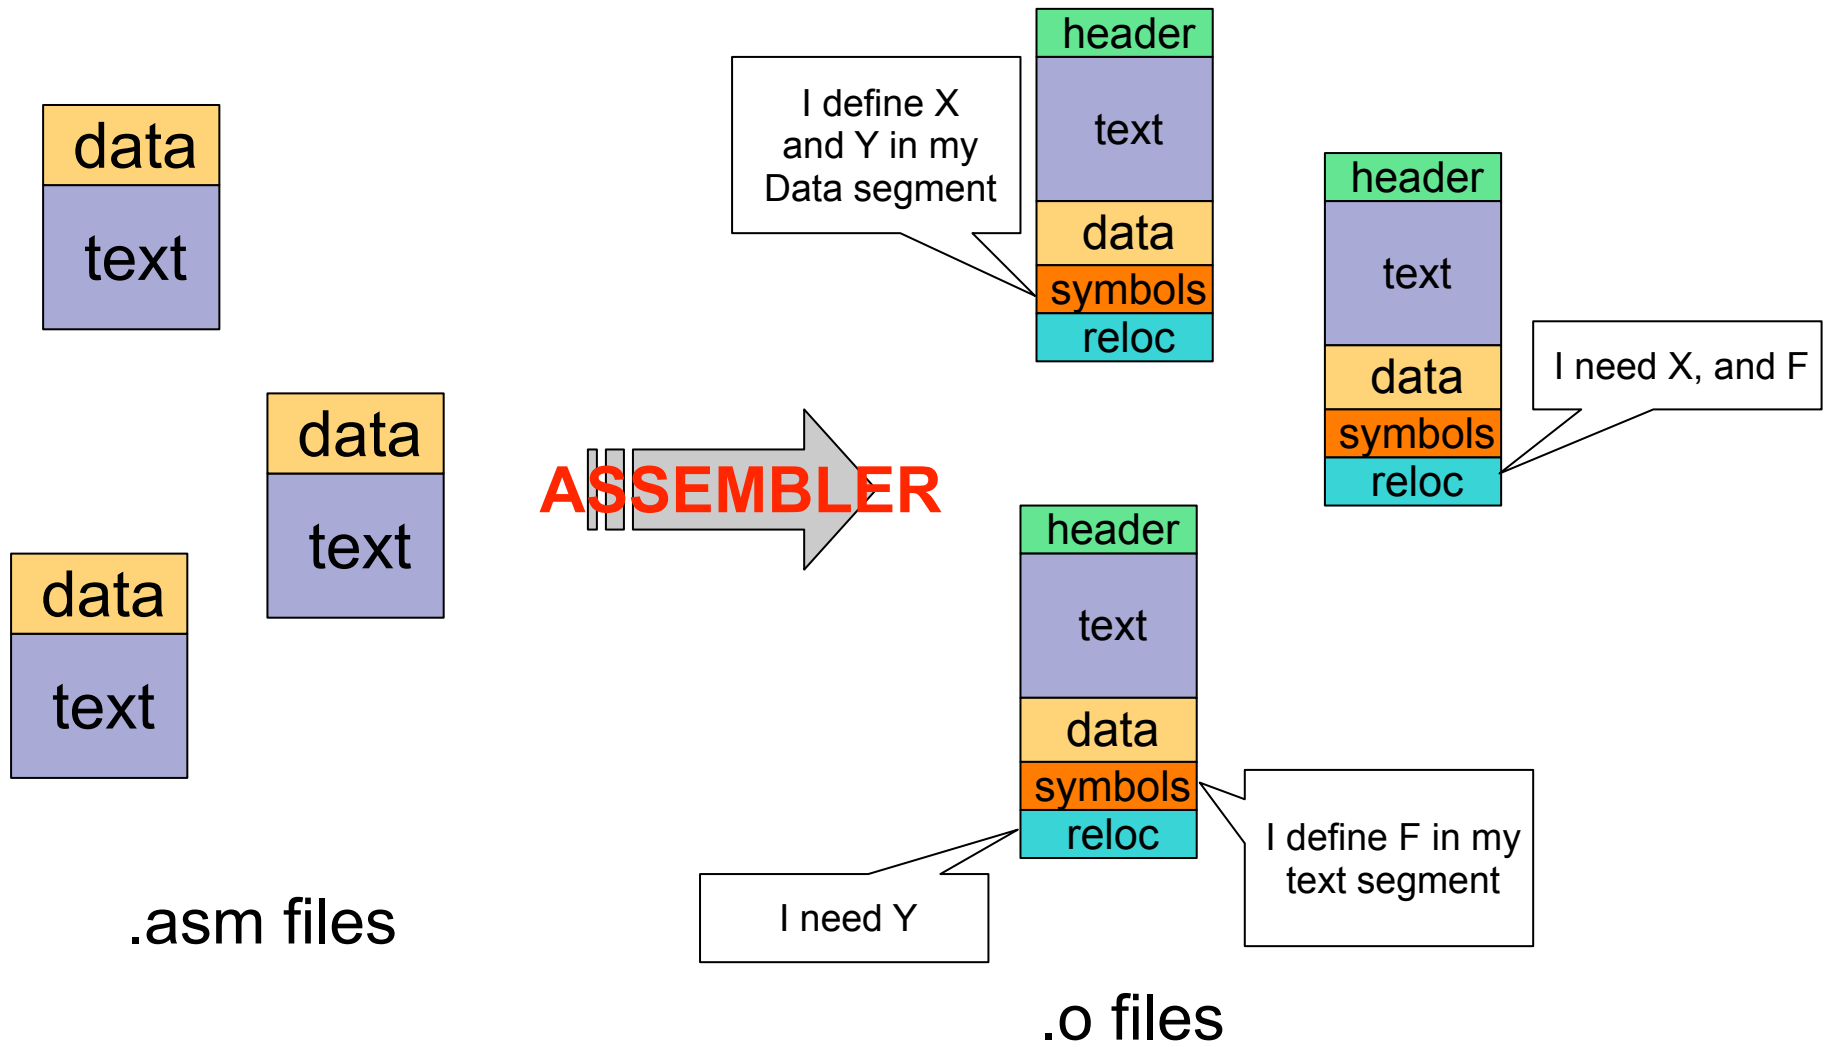 data
text
data
text
data
text
.asm files
ASSEMBLER
I define X
and Y in my
Data segment
header
text
data
symbols
reloc
header
text
data
symbols
reloc
I need X, and F
header
text
data
symbols
reloc
I need Y
I define F in my
text segment
.o files